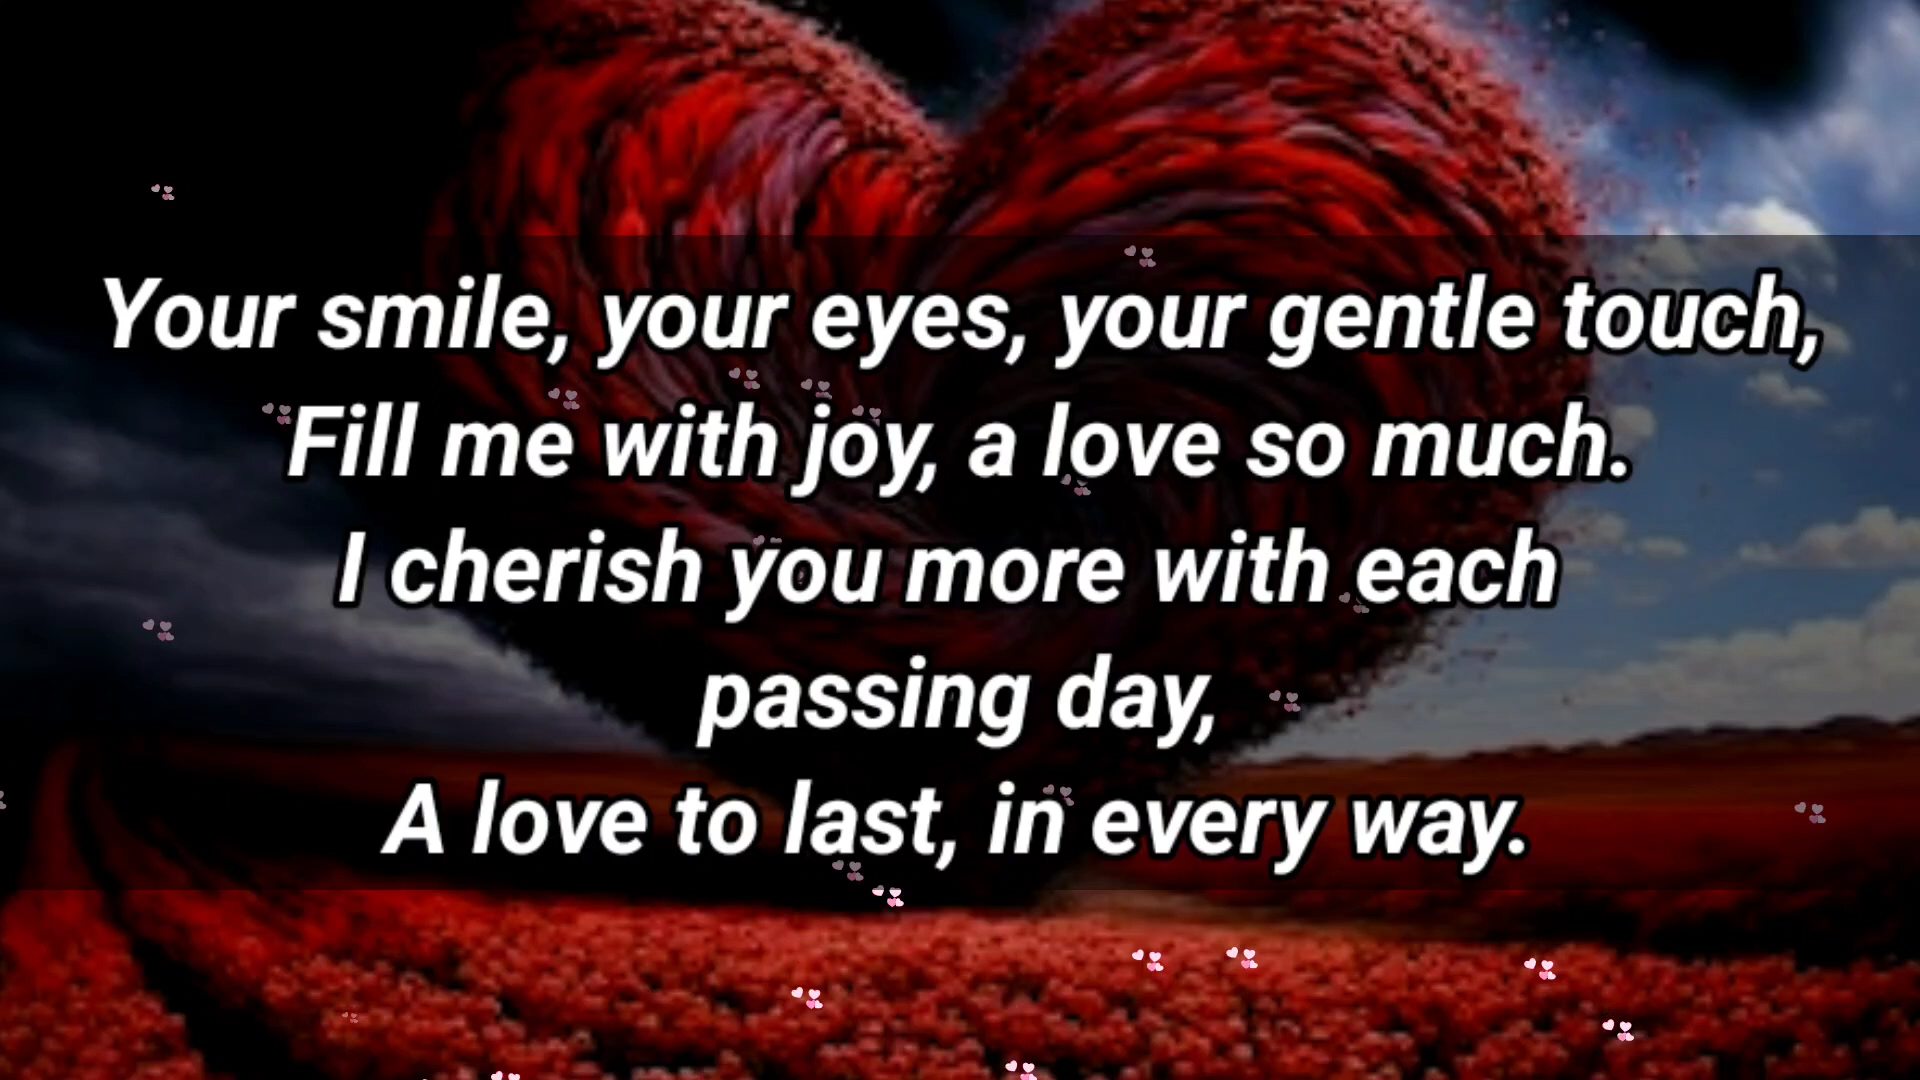 Your smile, your eyes, your gentle touch,
Fill me with joy, a love so much.
I cherish you more with each
passing day,
A love to last, in every way.